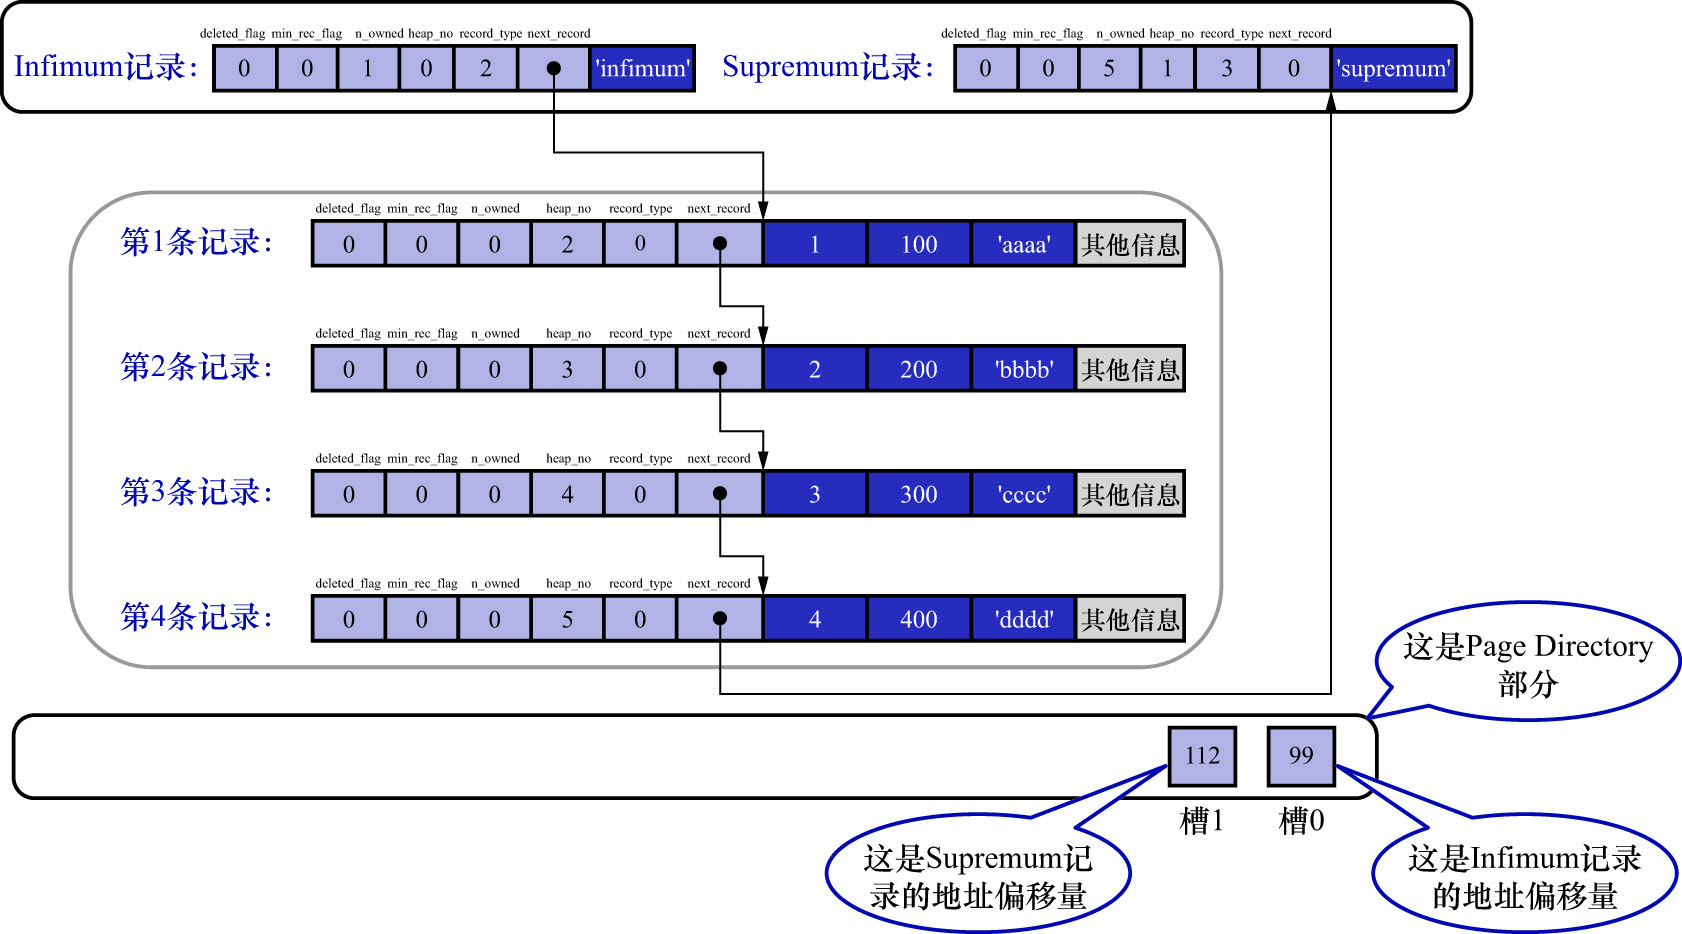 deleted_flag min_rec_flag n_owned heap_no record_type next_record
Infimum记录： 0 0 1 0 2 'infimum'
deleted_flag min_rec_flag n_owned heap_no record_type next_record
Supremum记录： 0 0 5 1 3 0 'supremum'
deleted_flag min_rec_flag n_owned heap_no record_type next_record
第1条记录： 0 0 0 2 0 1 100 'aaaa' 其他信息
deleted_flag min_rec_flag n_owned heap_no record_type next_record
第2条记录： 0 0 0 3 0 2 200 'bbbb' 其他信息
deleted_flag min_rec_flag n_owned heap_no record_type next_record
第3条记录： 0 0 0 4 0 3 300 'cccc' 其他信息
deleted_flag min_rec_flag n_owned heap_no record_type next_record
第4条记录： 0 0 0 5 0 4 400 'dddd' 其他信息
这是Page Directory
部分
112 99
槽1 槽0
这是Supremum记
录的地址偏移量
这是Infimum记录
的地址偏移量